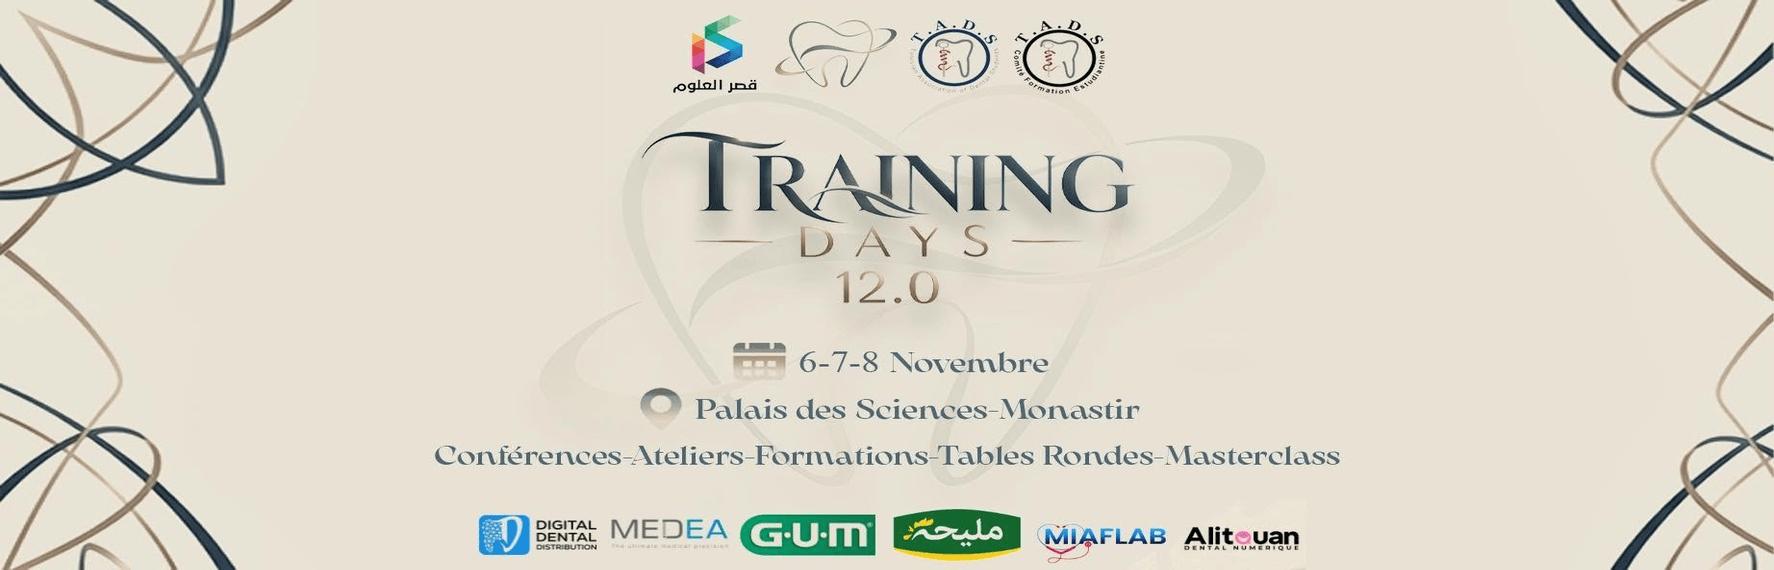 قصر العلوم
T.A.D.S
T.A.D.S
Comité Formation Estudiantine
TRAINING
DAYS
12.0
6-7-8 Novembre
Palais des Sciences-Monastir
Conférences-Ateliers-Formations-Tables Rondes-Masterclass
DIGITAL
DENTAL
DISTRIBUTION
MEDEA
The ultimate medical precision
G·U·M®
مليحة
MIAFLAB
Alitouan
DENTAL NUMERIQUE